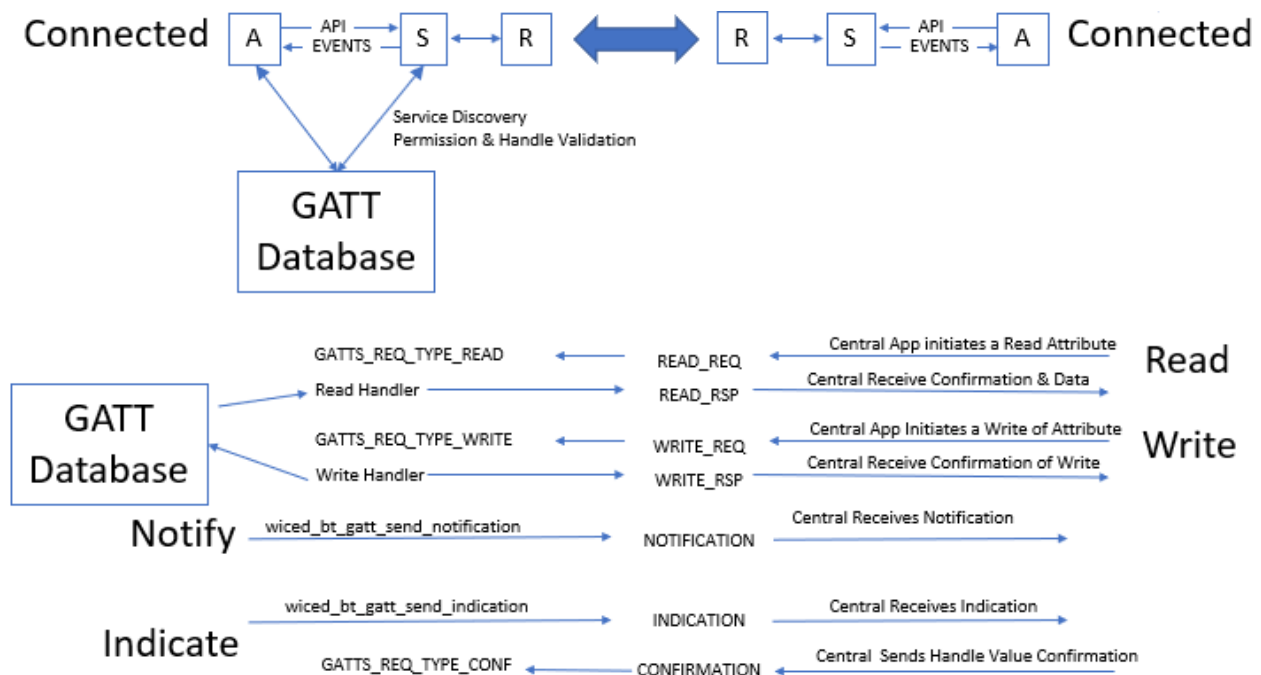 Connected
A
API
EVENTS
S
R
R
S
API
EVENTS
A
Connected
Service Discovery
Permission & Handle Validation
GATT
Database
GATTS_REQ_TYPE_READ
READ_REQ
Central App initiates a Read Attribute
Read
Read Handler
READ_RSP
Central Receive Confirmation & Data
GATT
Database
GATTS_REQ_TYPE_WRITE
WRITE_REQ
Central App Initiates a Write of Attribute
Write
Write Handler
WRITE_RSP
Central Receive Confirmation of Write
Notify
wiced_bt_gatt_send_notification
NOTIFICATION
Central Receives Notification
Indicate
wiced_bt_gatt_send_indication
INDICATION
Central Receives Indication
GATTS_REQ_TYPE_CONF
CONFIRMATION
Central Sends Handle Value Confirmation